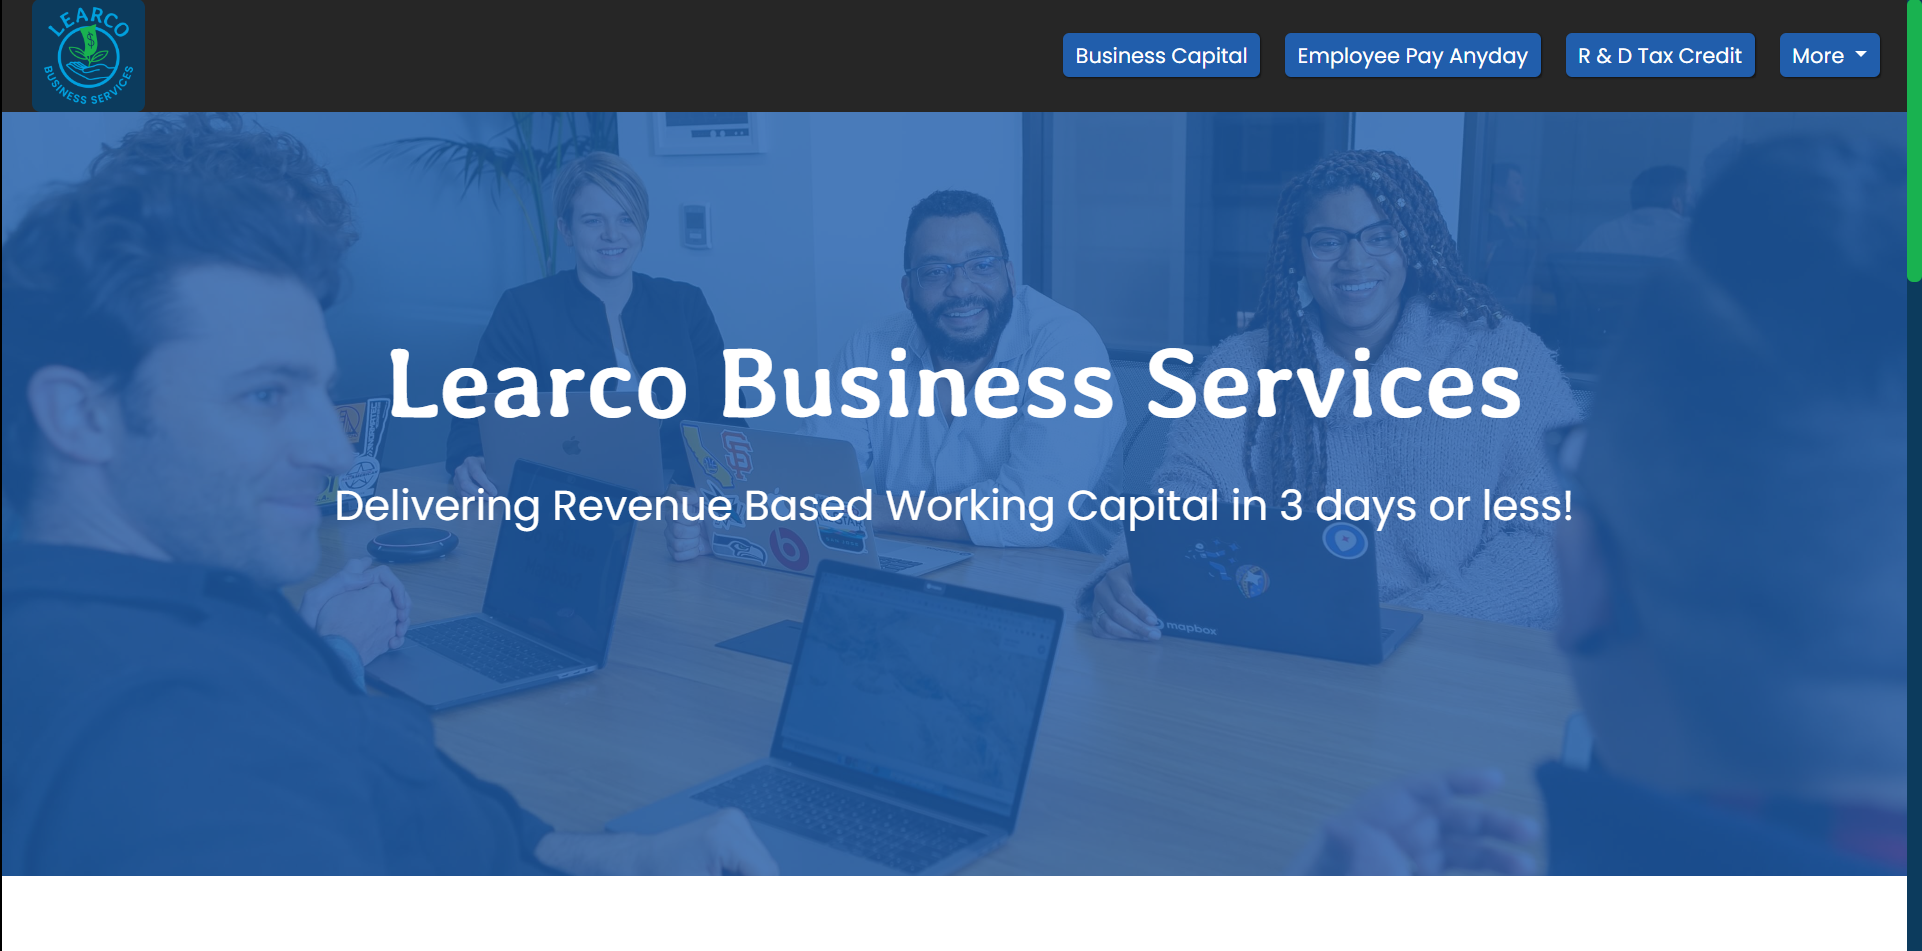 LEARCO
$
BUSINESS SERVICES
Business Capital
Employee Pay Anyday
R & D Tax Credit
More
Learco Business Services
Delivering Revenue Based Working Capital in 3 days or less!
mapbox